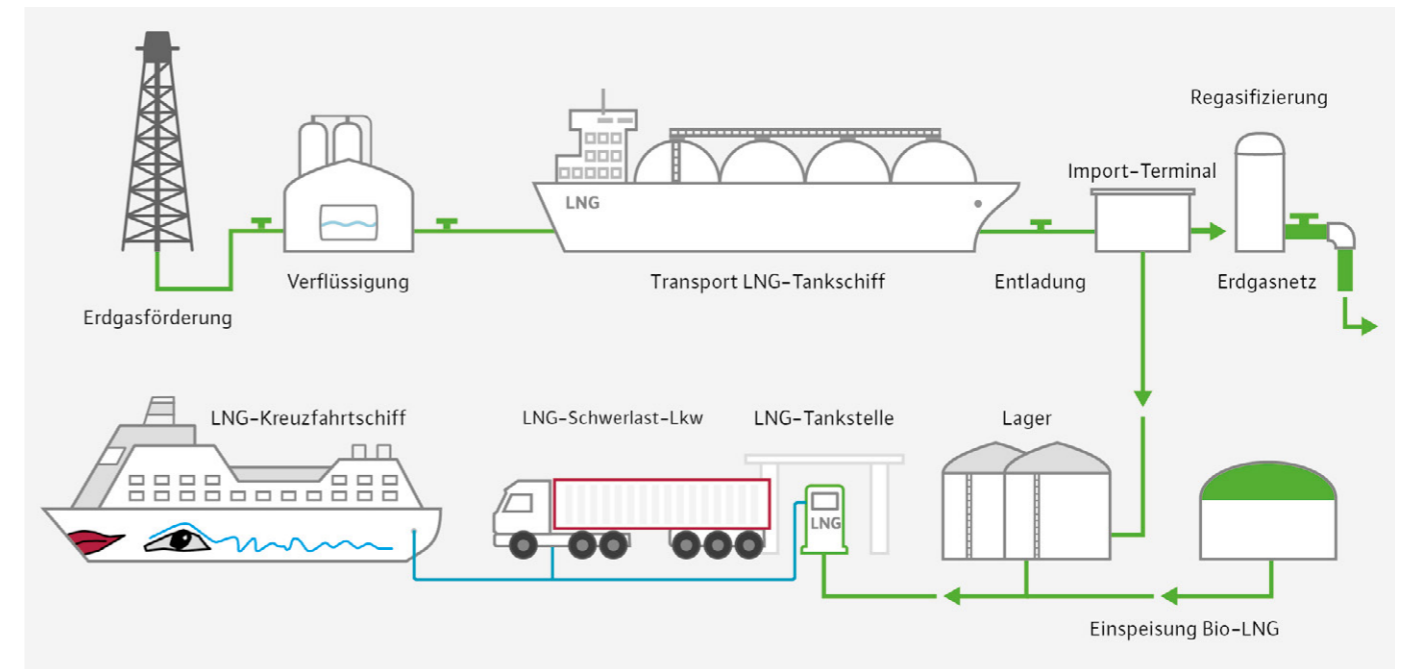 Regasifizierung
Import-Terminal
LNG
Verflüssigung
Transport LNG-Tankschiff
Entladung
Erdgasnetz
Erdgasförderung
LNG-Kreuzfahrtschiff
LNG-Schwerlast-Lkw
LNG-Tankstelle
Lager
LNG
Einspeisung Bio-LNG